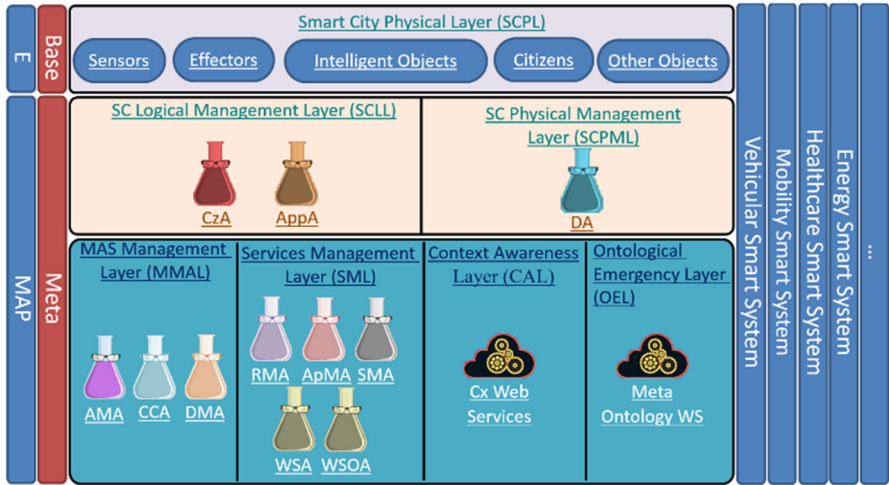 E
Base
Smart City Physical Layer (SCPL)
Sensors
Effectors
Intelligent Objects
Citizens
Other Objects
MAP
Meta
SC Logical Management Layer (SCLL)
CzA
AppA
SC Physical Management
Layer (SCPML)
DA
MAS Management
Layer (MMAL)
AMA
CCA
DMA
Services Management
Layer (SML)
RMA
ApMA
SMA
WSA
WSOA
Context Awareness
Layer (CAL)
Cx Web
Services
Ontological
Emergency Layer
(OEL)
Meta
Ontology WS
Vehicular Smart System
Mobility Smart System
Healthcare Smart System
Energy Smart System
...